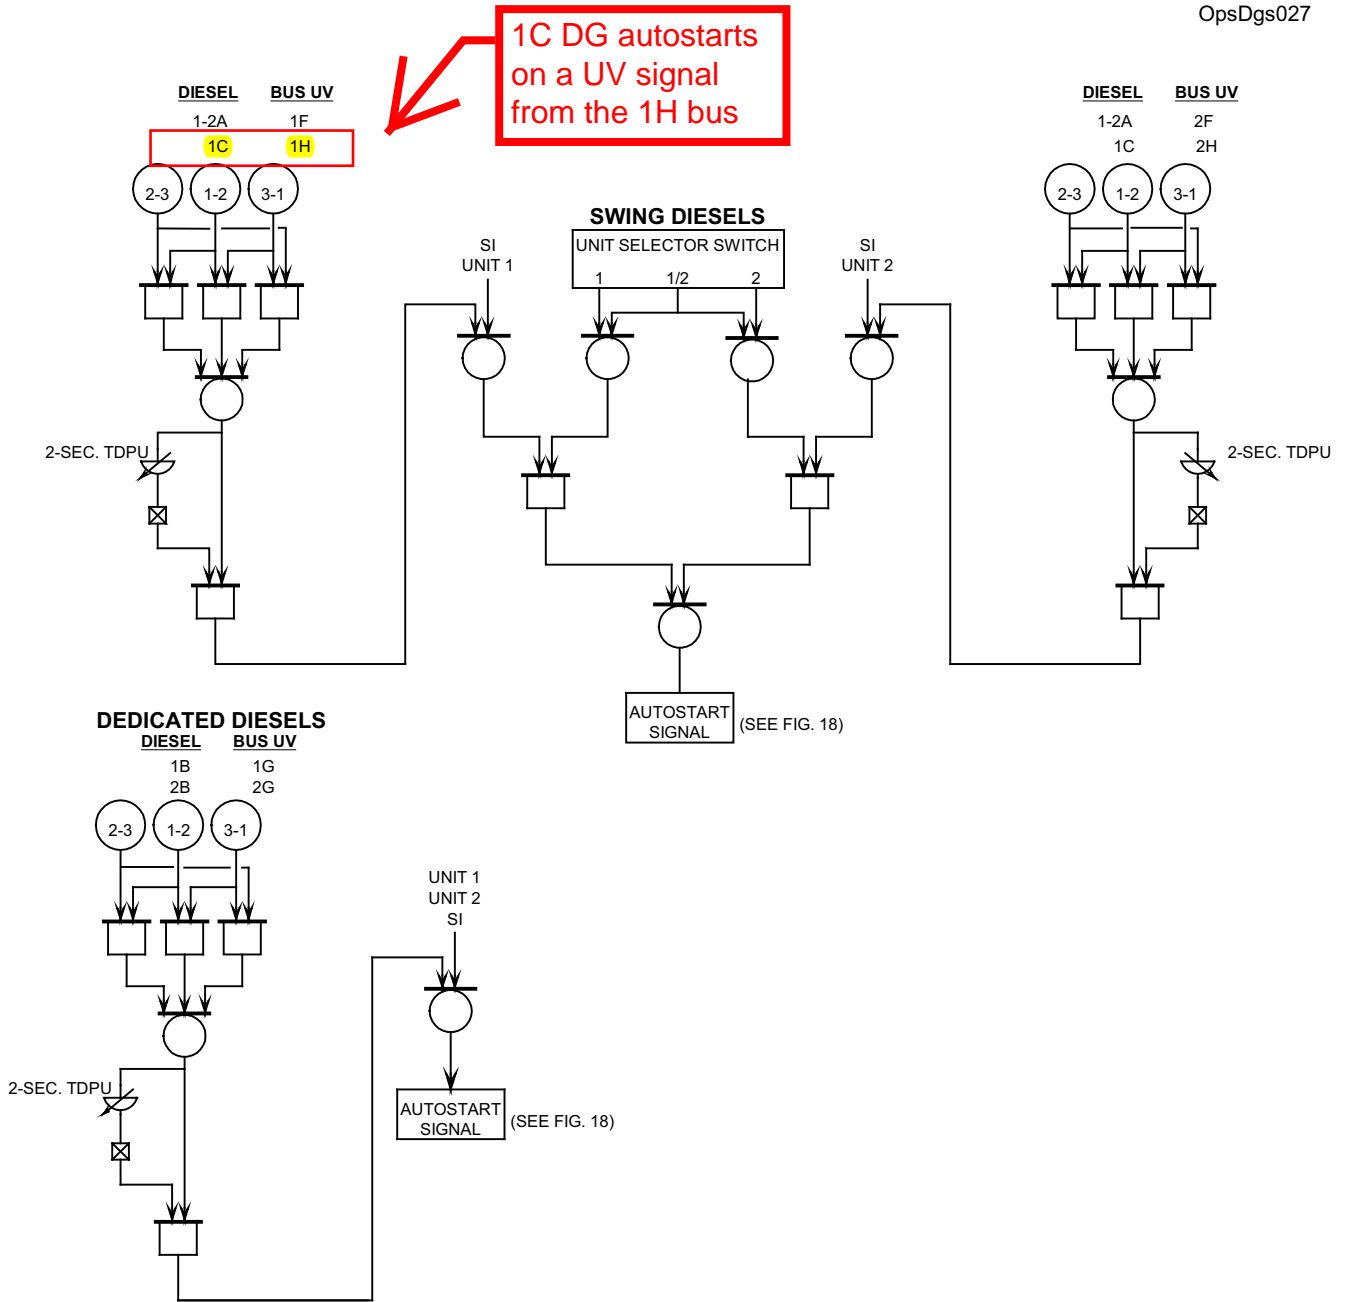 OpsDgs027
1C DG autostarts
on a UV signal
from the 1H bus
DIESEL BUS UV
1-2A 1F
1C 1H
2-3 1-2 3-1
DIESEL BUS UV
1-2A 2F
1C 2H
2-3 1-2 3-1
SWING DIESELS
UNIT SELECTOR SWITCH
1 1/2 2
SI
UNIT 1
SI
UNIT 2
2-SEC. TDPU
2-SEC. TDPU
AUTOSTART
SIGNAL
(SEE FIG. 18)
DEDICATED DIESELS
DIESEL BUS UV
1B 1G
2B 2G
2-3 1-2 3-1
UNIT 1
UNIT 2
SI
2-SEC. TDPU
AUTOSTART
SIGNAL
(SEE FIG. 18)